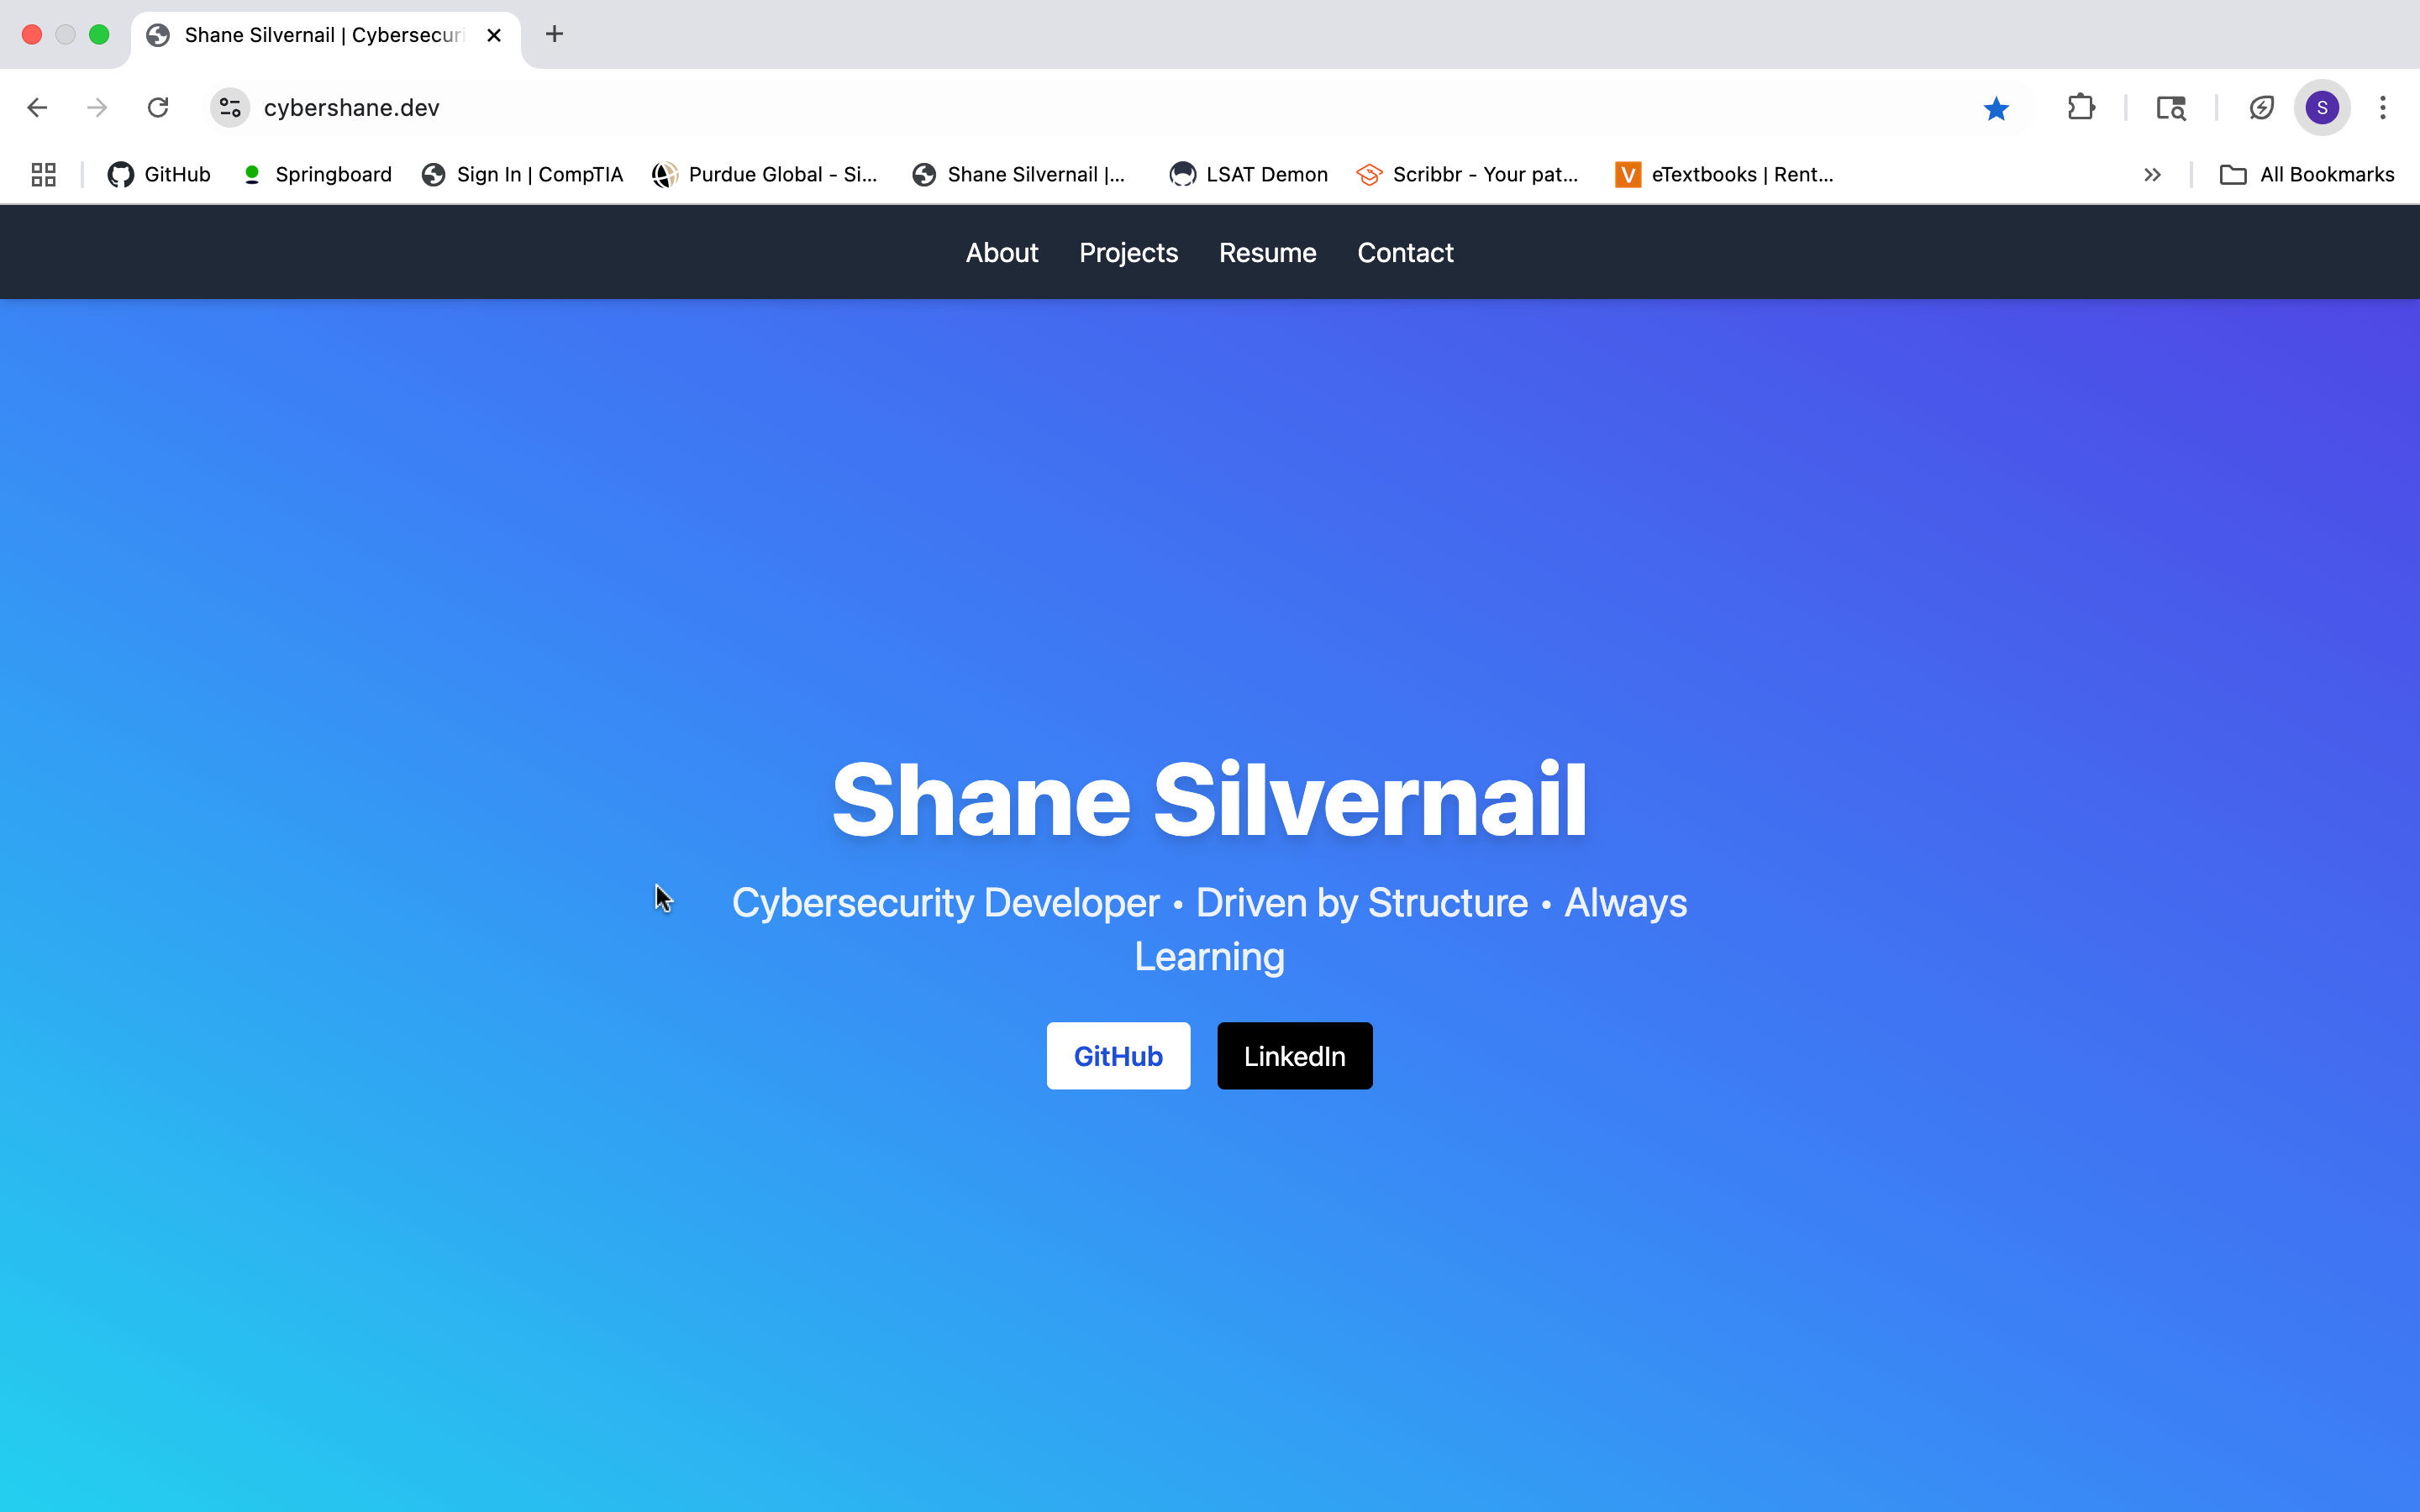 Shane Silvernail | Cybersecuri
cybershane.dev
S
GitHub Springboard Sign In | CompTIA Purdue Global - Si... Shane Silvernail |... LSAT Demon Scribbr - Your pat... V eTextbooks | Rent... All Bookmarks
About Projects Resume Contact
Shane Silvernail
Cybersecurity Developer • Driven by Structure • Always
Learning
GitHub LinkedIn